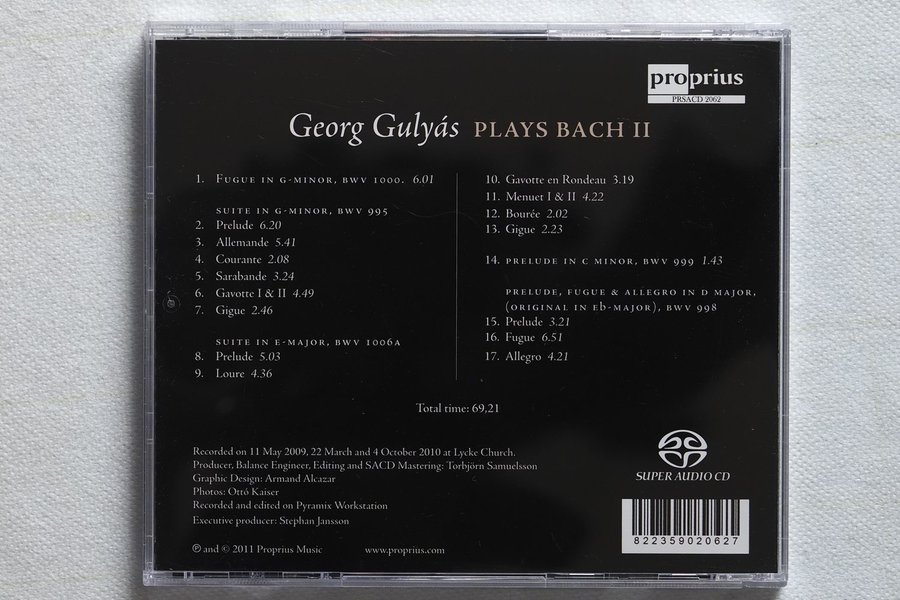 proprius
PRSACD 2062
Georg Gulyás PLAYS BACH II
1. FUGUE IN G-MINOR, BWV 1000. 6.01
SUITE IN G-MINOR, BWV 995
2. Prelude 6.20
3. Allemande 5.41
4. Courante 2.08
5. Sarabande 3.24
6. Gavotte I & II 4.49
7. Gigue 2.46
SUITE IN E-MAJOR, BWV 1006A
8. Prelude 5.03
9. Loure 4.36
10. Gavotte en Rondeau 3.19
11. Menuet I & II 4.22
12. Bourée 2.02
13. Gigue 2.23
14. PRELUDE IN C MINOR, BWV 999 1.43
PRELUDE, FUGUE & ALLEGRO IN D MAJOR,
(ORIGINAL IN Eb-MAJOR), BWV 998
15. Prelude 3.21
16. Fugue 6.51
17. Allegro 4.21
Total time: 69,21
Recorded on 11 May 2009, 22 March and 4 October 2010 at Lycke Church.
Producer, Balance Engineer, Editing and SACD Mastering: Torbjörn Samuelsson
Graphic Design: Armand Alcazar
Photos: Ottó Kaiser
Recorded and edited on Pyramix Workstation
Executive producer: Stephan Jansson
℗ and © 2011 Proprius Music www.proprius.com
SUPER AUDIO CD
822359020627